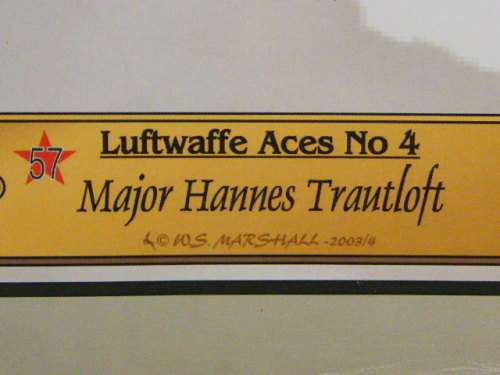 57
Luftwaffe Aces No 4
Major Hannes Trautloft
© W.S. MARSHALL -2003/4